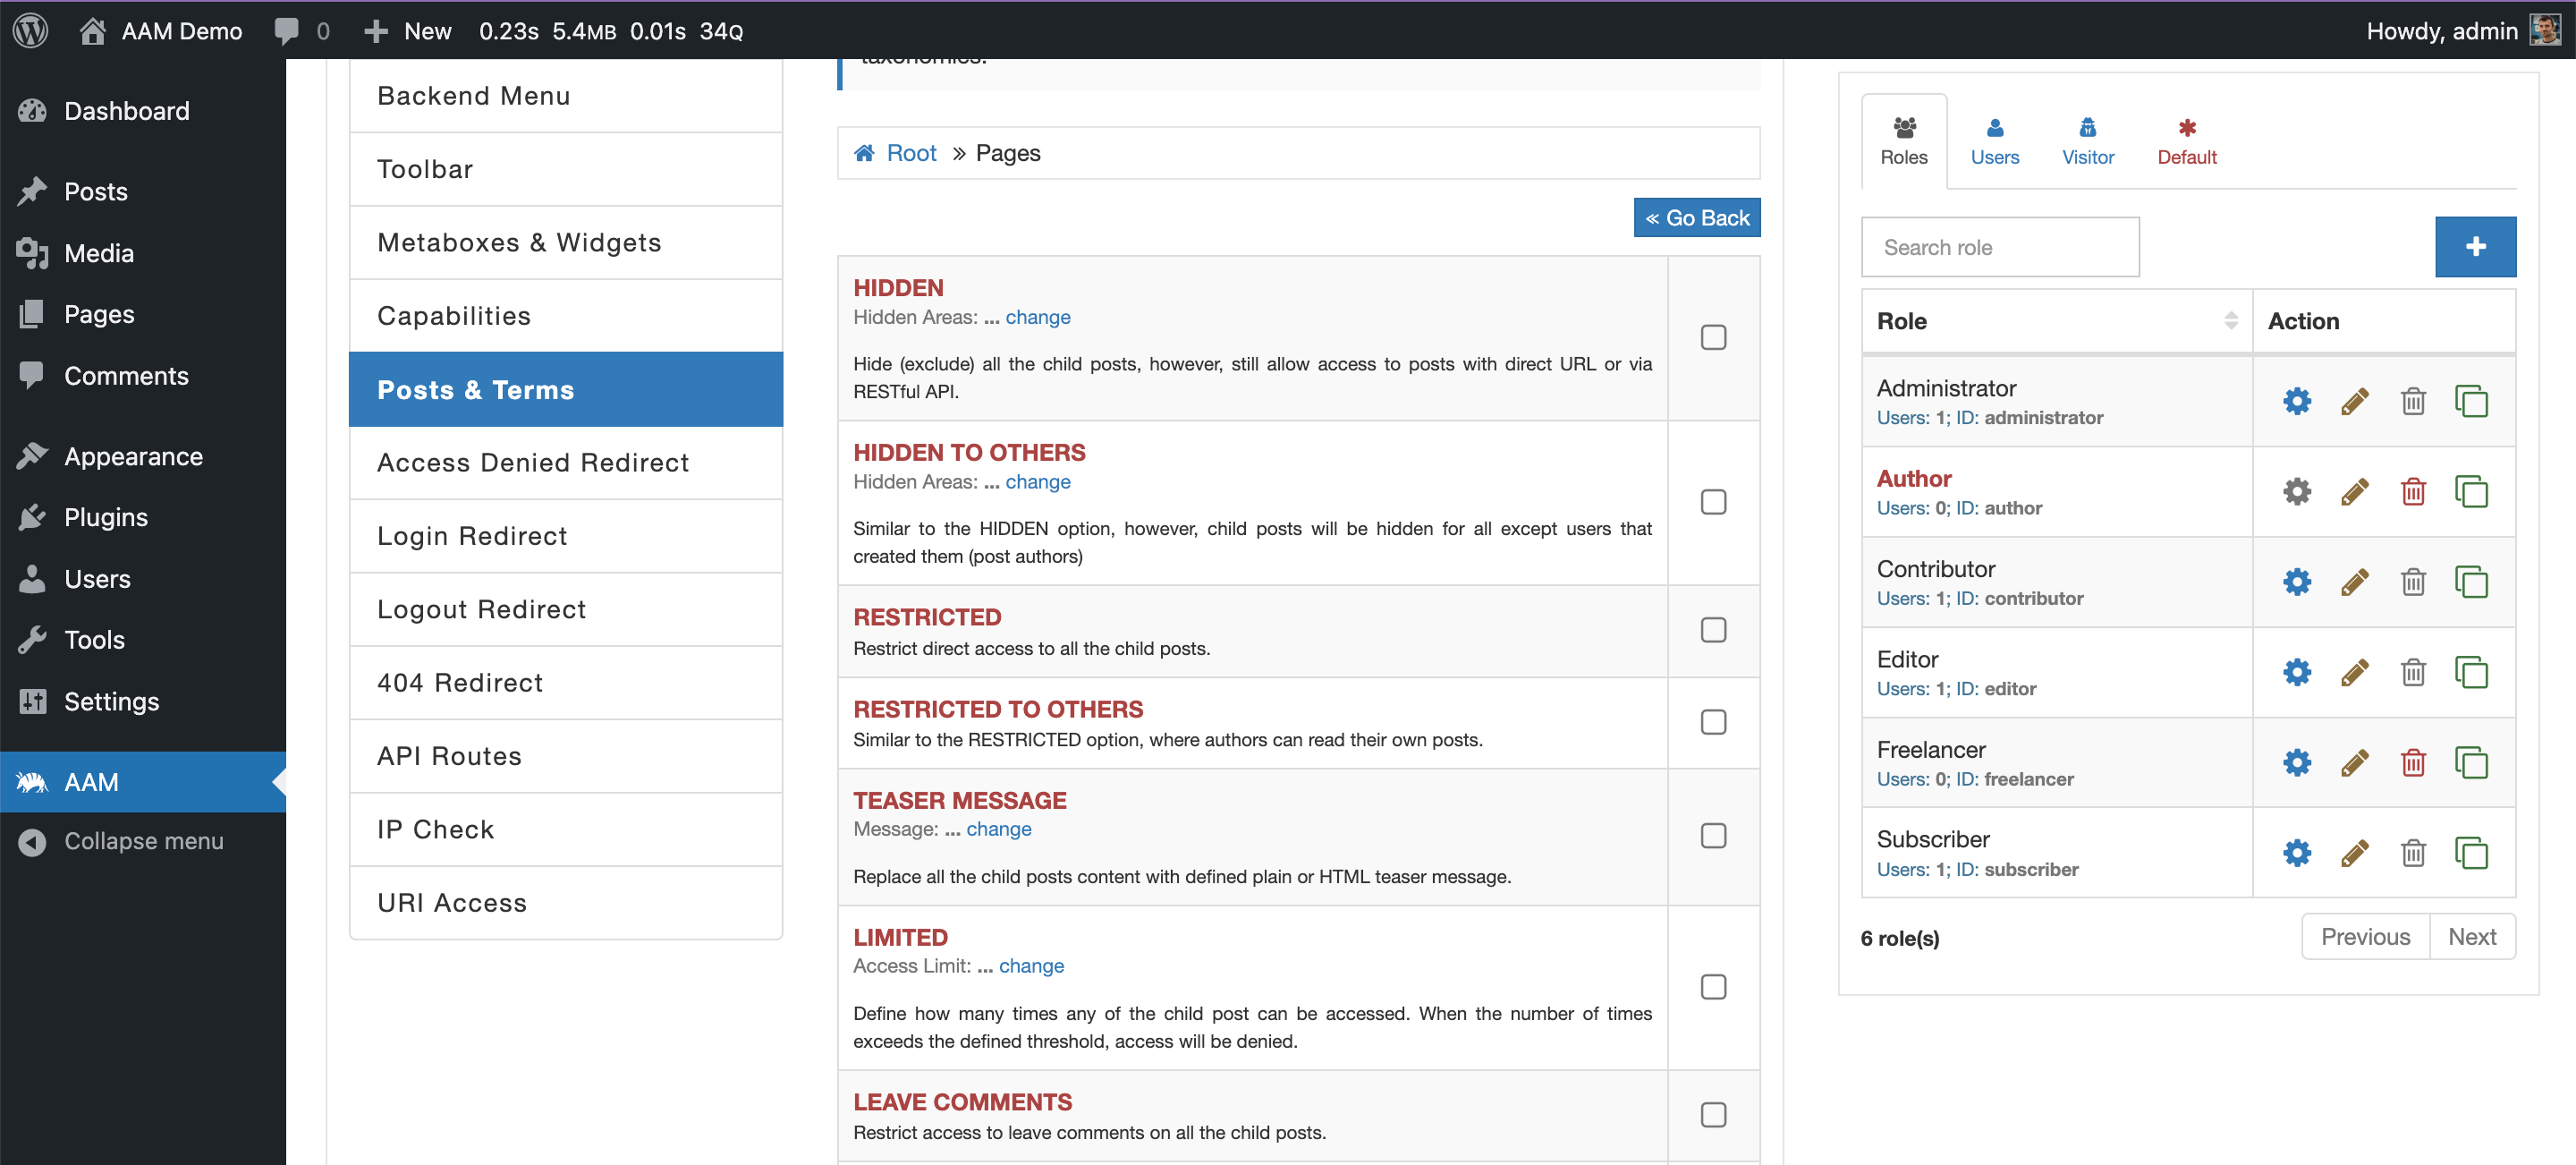 AAM Demo 0 New 0.23s 5.4MB 0.01s 34Q
Howdy, admin
Dashboard
Posts
Media
Pages
Comments
Appearance
Plugins
Users
Tools
Settings
AAM
Collapse menu
Backend Menu
Toolbar
Metaboxes & Widgets
Capabilities
Posts & Terms
Access Denied Redirect
Login Redirect
Logout Redirect
404 Redirect
API Routes
IP Check
URI Access
taxonomies.
Root » Pages
« Go Back
HIDDEN
Hidden Areas: ... change
Hide (exclude) all the child posts, however, still allow access to posts with direct URL or via
RESTful API.
HIDDEN TO OTHERS
Hidden Areas: ... change
Similar to the HIDDEN option, however, child posts will be hidden for all except users that
created them (post authors)
RESTRICTED
Restrict direct access to all the child posts.
RESTRICTED TO OTHERS
Similar to the RESTRICTED option, where authors can read their own posts.
TEASER MESSAGE
Message: ... change
Replace all the child posts content with defined plain or HTML teaser message.
LIMITED
Access Limit: ... change
Define how many times any of the child post can be accessed. When the number of times
exceeds the defined threshold, access will be denied.
LEAVE COMMENTS
Restrict access to leave comments on all the child posts.
Roles Users Visitor Default
Search role
+
Role Action
Administrator
Users: 1; ID: administrator
Author
Users: 0; ID: author
Contributor
Users: 1; ID: contributor
Editor
Users: 1; ID: editor
Freelancer
Users: 0; ID: freelancer
Subscriber
Users: 1; ID: subscriber
6 role(s)
Previous Next